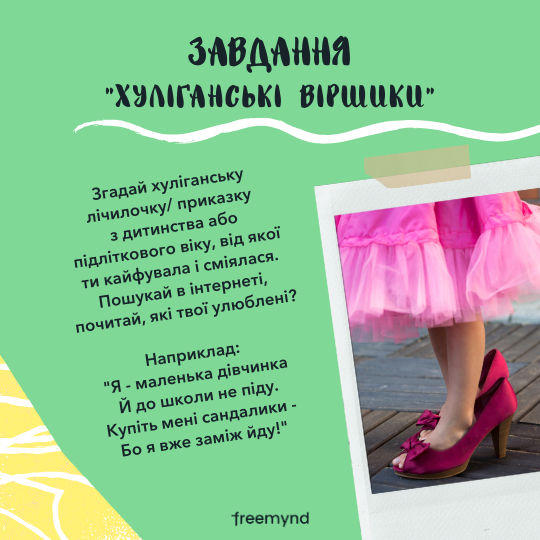 ЗАВДАННЯ
"ХУЛІГАНСЬКІ ВІРШИКИ"
Згадай хуліганську
лічилочку/ приказку
з дитинства або
підліткового віку, від якої
ти кайфувала і сміялася.
Пошукай в інтернеті,
почитай, які твої улюблені?
Наприклад:
"Я - маленька дівчинка
Й до школи не піду.
Купіть мені сандалики -
Бо я вже заміж йду!"
freemynd